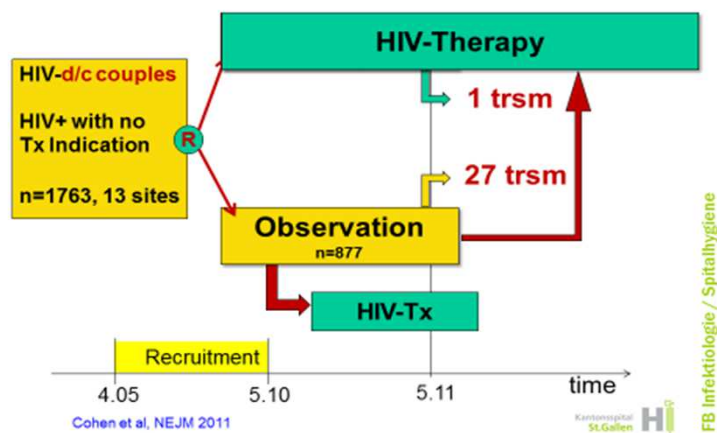 HIV-Therapy
HIV-d/c couples
HIV+ with no
Tx Indication
n=1763, 13 sites
R
1 trsm
27 trsm
Observation
n=877
HIV-Tx
Recruitment
4.05
5.10
5.11
time
Cohen et al, NEJM 2011
Kantonsspital
St.Gallen
FB Infektiologie / Spitalhygiene